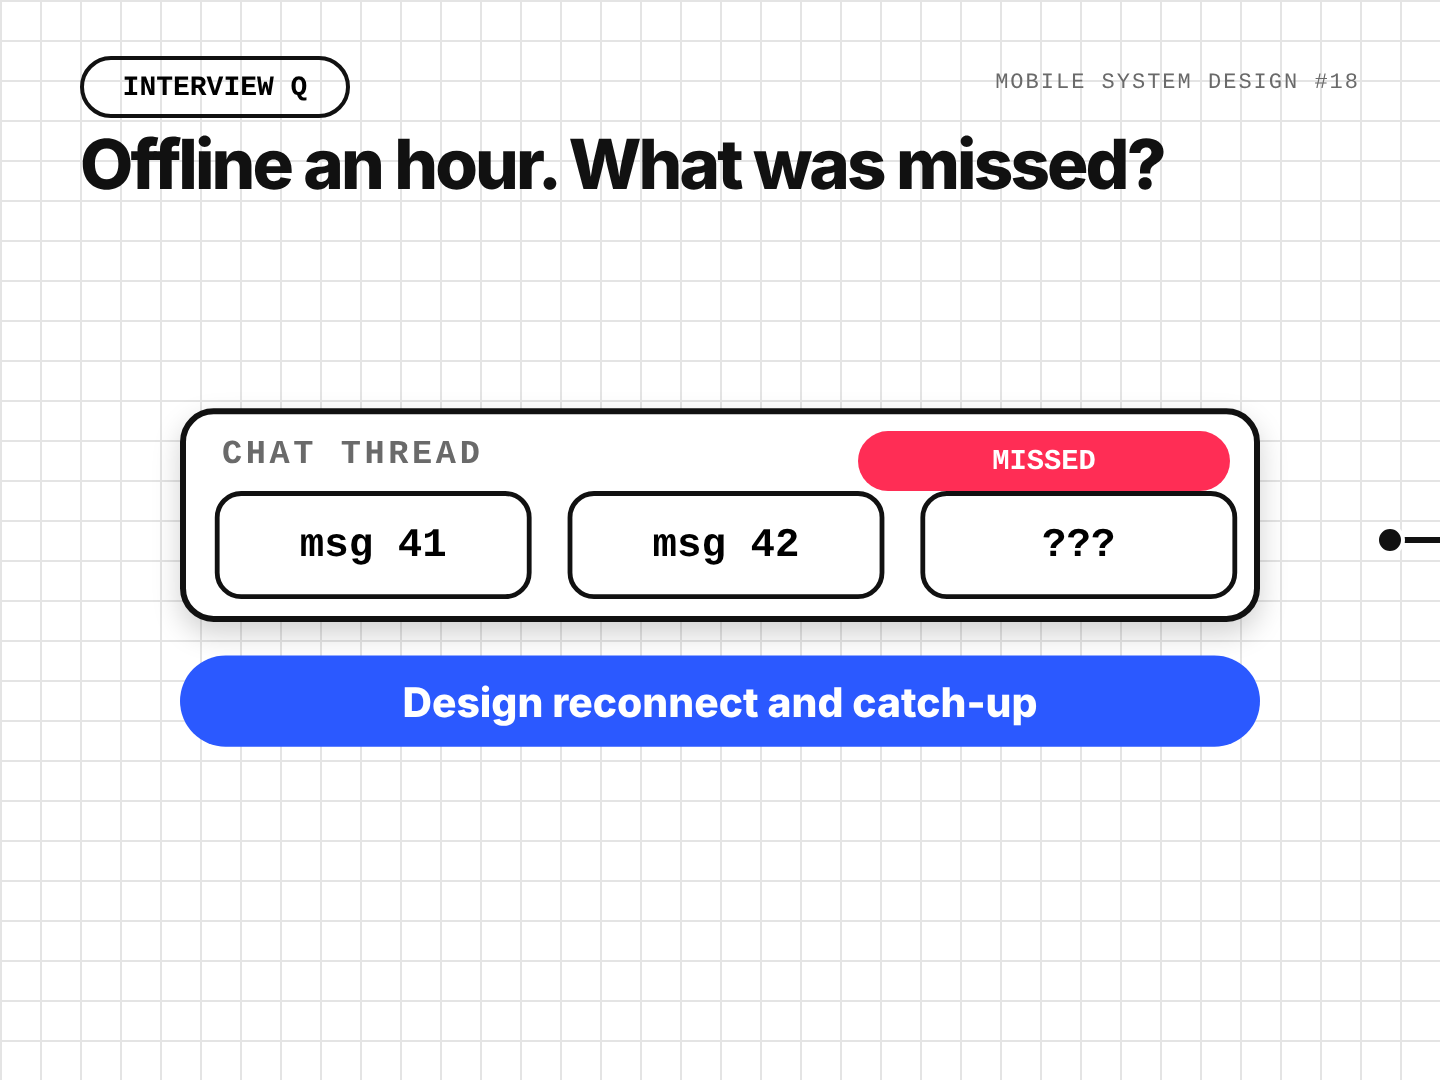 INTERVIEW Q
MOBILE SYSTEM DESIGN #18
Offline an hour. What was missed?
CHAT THREAD
MISSED
msg 41
msg 42
???
Design reconnect and catch-up